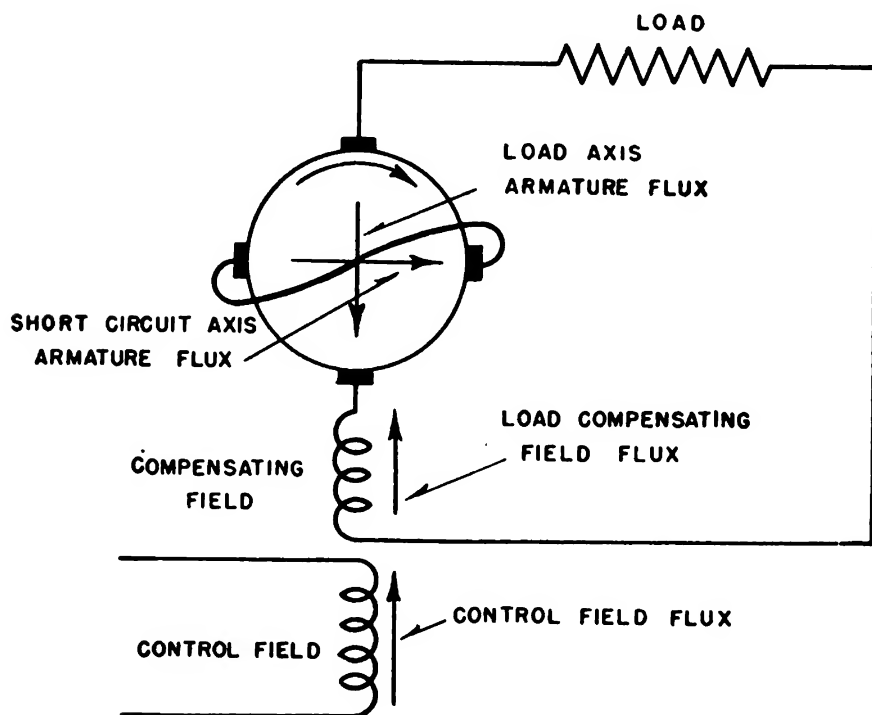 LOAD
LOAD AXIS
ARMATURE FLUX
SHORT CIRCUIT AXIS
ARMATURE FLUX
LOAD COMPENSATING
FIELD FLUX
COMPENSATING
FIELD
CONTROL FIELD FLUX
CONTROL FIELD